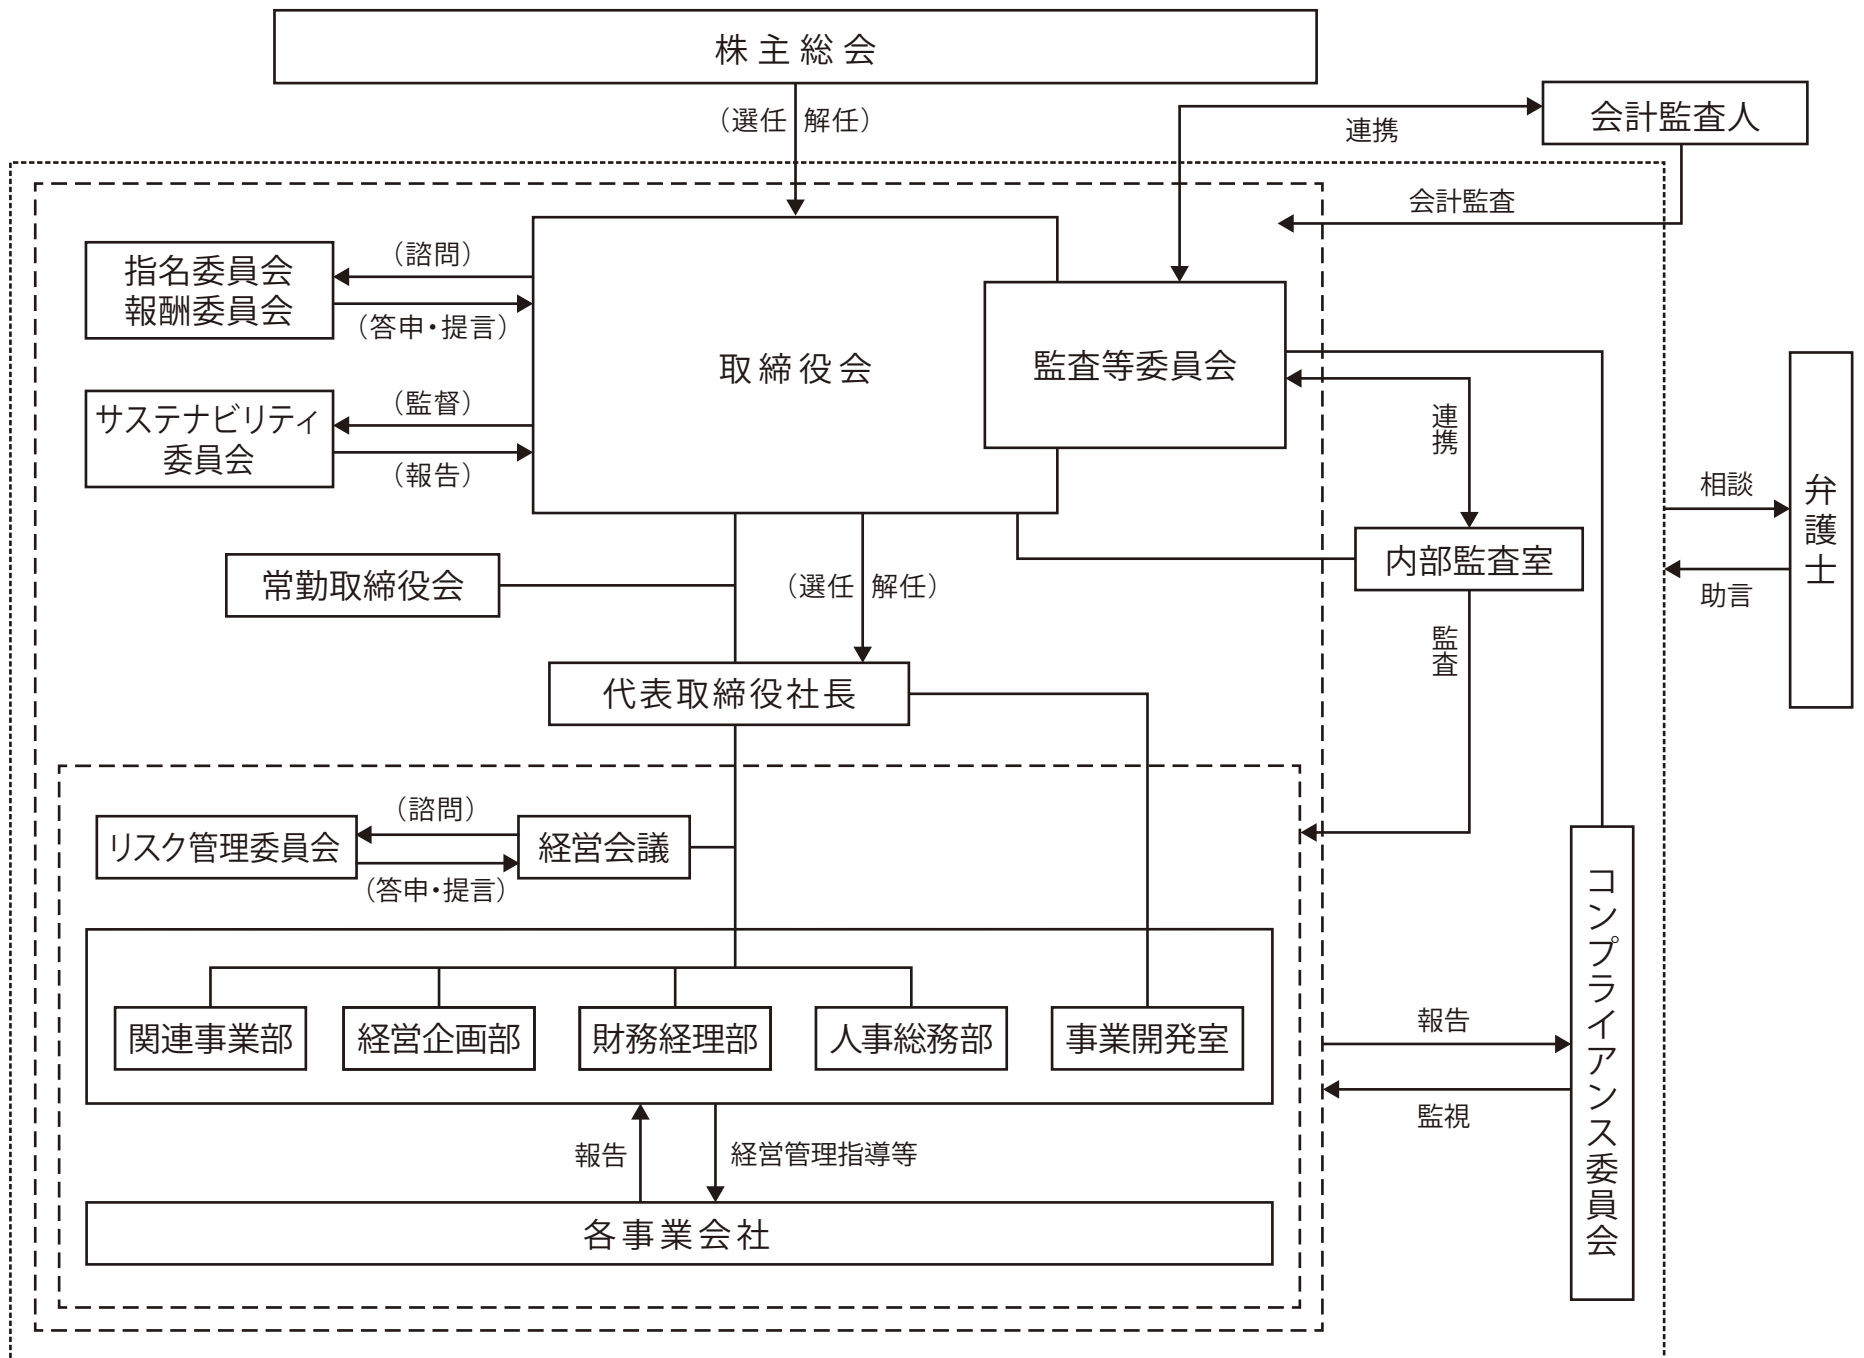 株主総会
（選任 解任）
連携
会計監査人
会計監査
指名委員会
報酬委員会
（諮問）
（答申・提言）
取締役会
監査等委員会
サステナビリティ
委員会
（監督）
（報告）
連携
相談
弁護士
助言
常勤取締役会
（選任 解任）
内部監査室
監査
代表取締役社長
リスク管理委員会
（諮問）
（答申・提言）
経営会議
コンプライアンス委員会
関連事業部
経営企画部
財務経理部
人事総務部
事業開発室
報告
監視
報告
経営管理指導等
各事業会社